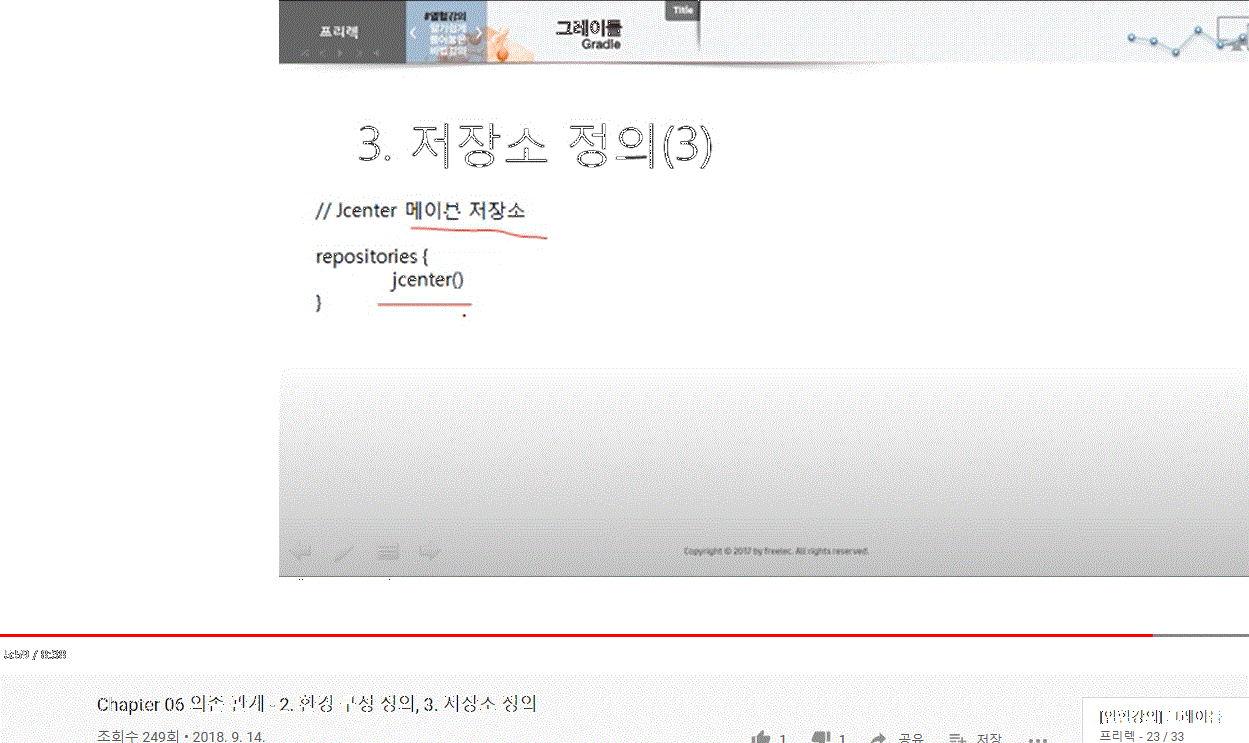 프리렉
#열혈강의
그레이들
Gradle
Title
3. 저장소 정의(3)
// Jcenter 메이븐 저장소
repositories {
jcenter()
}
Copyright © 2017 by freelec. All rights reserved.
Chapter 06 의존 관계 - 2. 환경 구성 정의, 3. 저장소 정의
조회수 249회 • 2018. 9. 14.
1
1
공유
저장
[열혈강의] 그레이들
프리렉 - 23 / 33